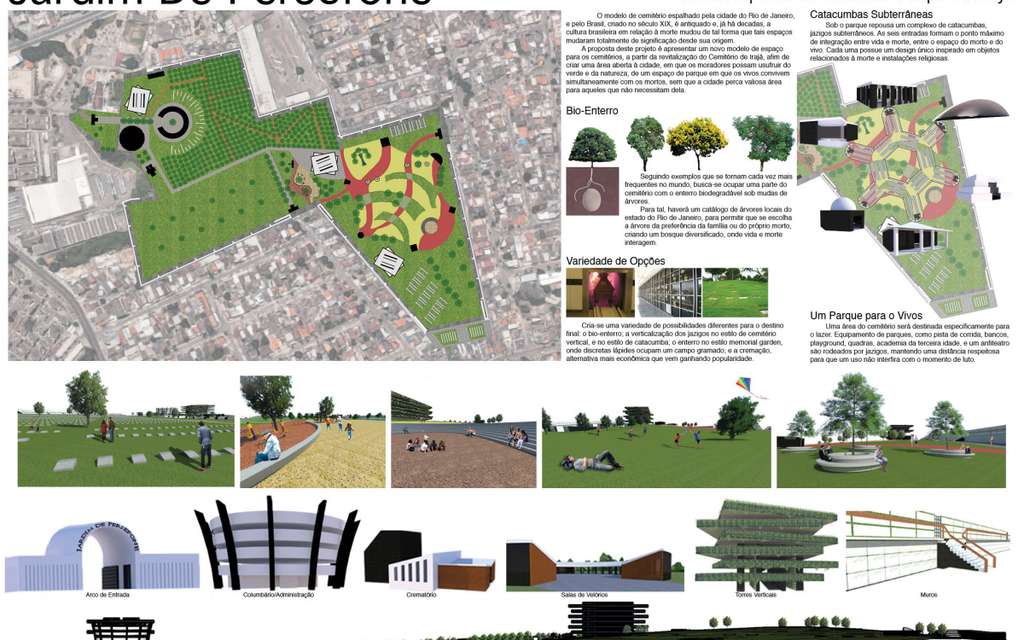 Jardim De Perséfone
O modelo de cemitério espalhado pela cidade do Rio de Janeiro,
e pelo Brasil, criado no século XIX, é antiquado e, já há decadas, a
cultura brasileira em relação à morte mudou de tal forma que tais espaços
mudaram totalmente de significação desde sua origem.
A proposta deste projeto é apresentar um novo modelo de espaço
para os cemitérios, a partir da revitalização do Cemitério de Irajá, afim de
criar uma área aberta à cidade, em que os moradores possam usufruir do
verde e da natureza, de um espaço de parque em que os vivos convivem
simultaneamente com os mortos, sem que a cidade perca valiosa área
para aqueles que não necessitam dela.
Bio-Enterro
Seguindo exemplos que se tornam cada vez mais
frequentes no mundo, busca-se ocupar uma parte do
cemitério com o enterro biodegradável sob mudas de
árvores.
Para tal, haverá um catálogo de árvores locais do
estado do Rio de Janeiro, para permitir que se escolha
a árvore da preferência da família ou do próprio morto,
criando um bosque diversificado, onde vida e morte
interagem.
Variedade de Opções
Cria-se uma variedade de possibilidades diferentes para o destino
final: o bio-enterro; a verticalização dos jazigos no estilo de cemitério
vertical, e no estilo de catacumba; o enterro no estilo memorial garden,
onde discretas lápides ocupam um campo gramado; e a cremação,
alternativa mais econômica que vem ganhando popularidade.
Catacumbas Subterrâneas
Sob o parque repousa um complexo de catacumbas,
jazigos subterrâneos. As seis entradas formam o ponto máximo
de integração entre vida e morte, entre o espaço do morto e do
vivo. Cada uma possue um design único inspirado em objetos
relacionados à morte e instalações religiosas.
Um Parque para o Vivos
Uma área do cemitério será destinada especificamente para
o lazer. Equipamento de parques, como pista de corrida, bancos,
playground, quadras, academia da terceira idade, e um anfiteatro
são rodeados por jazigos, mantendo uma distância respeitosa
para que um uso não interfira com o momento de luto.
JARDIM DE PERSEFONE
Arco de Entrada
Columbário/Administração
Crematório
Salas de Velórios
Torres Verticais
Muros